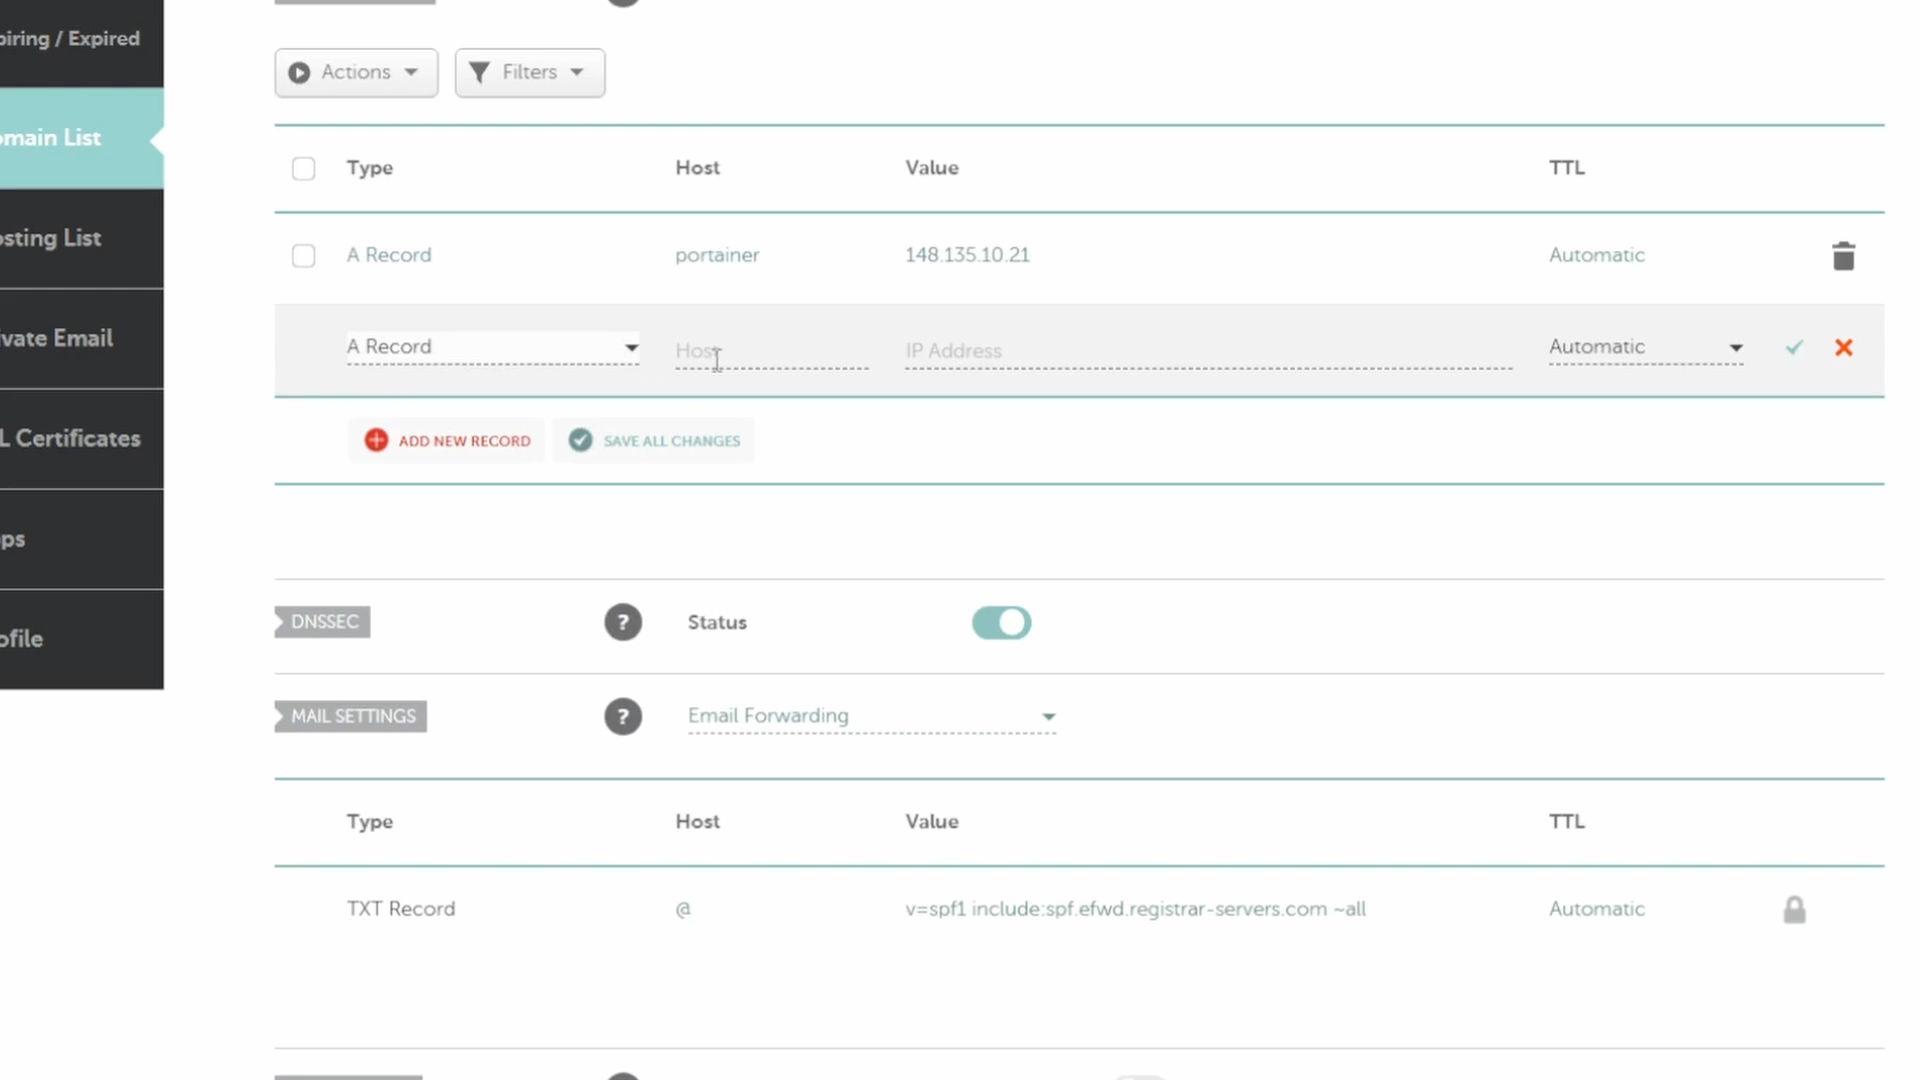 piring / Expired
Actions
Filters
omain List
Type Host Value TTL
osting List
A Record portainer 148.135.10.21 Automatic
ivate Email
A Record Host IP Address Automatic
L Certificates
ADD NEW RECORD SAVE ALL CHANGES
ps
DNSSEC ? Status
ofile
MAIL SETTINGS ? Email Forwarding
Type Host Value TTL
TXT Record @ v=spf1 include:spf.efwd.registrar-servers.com ~all Automatic